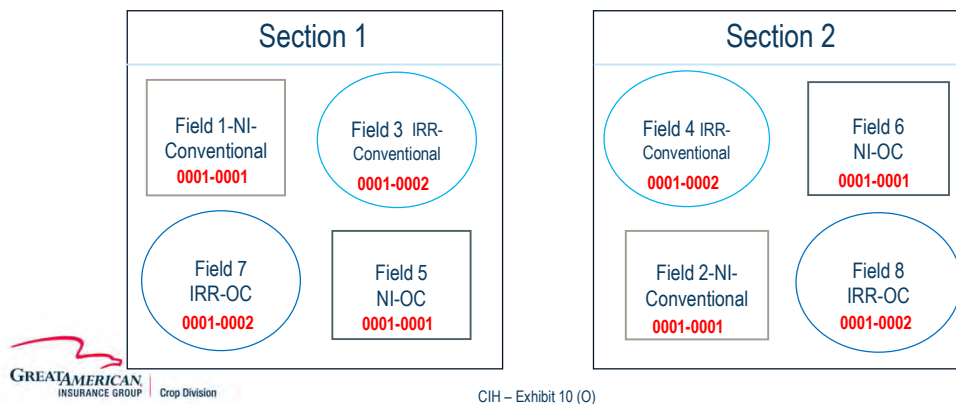 Section 1
Field 1-NI-
Conventional
0001-0001
Field 3 IRR-
Conventional
0001-0002
Field 7
IRR-OC
0001-0002
Field 5
NI-OC
0001-0001
Section 2
Field 4 IRR-
Conventional
0001-0002
Field 6
NI-OC
0001-0001
Field 2-NI-
Conventional
0001-0001
Field 8
IRR-OC
0001-0002
GREATAMERICAN.
INSURANCE GROUP | Crop Division
CIH – Exhibit 10 (O)